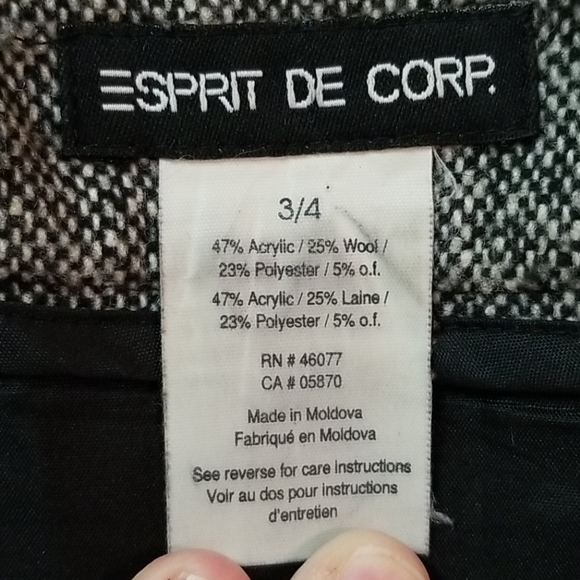 ESPRIT DE CORP.
3/4
47% Acrylic / 25% Wool /
23% Polyester / 5% o.f.
47% Acrylic / 25% Laine /
23% Polyester / 5% o.f.
RN # 46077
CA # 05870
Made in Moldova
Fabriqué en Moldova
See reverse for care instructions
Voir au dos pour instructions
d'entretien